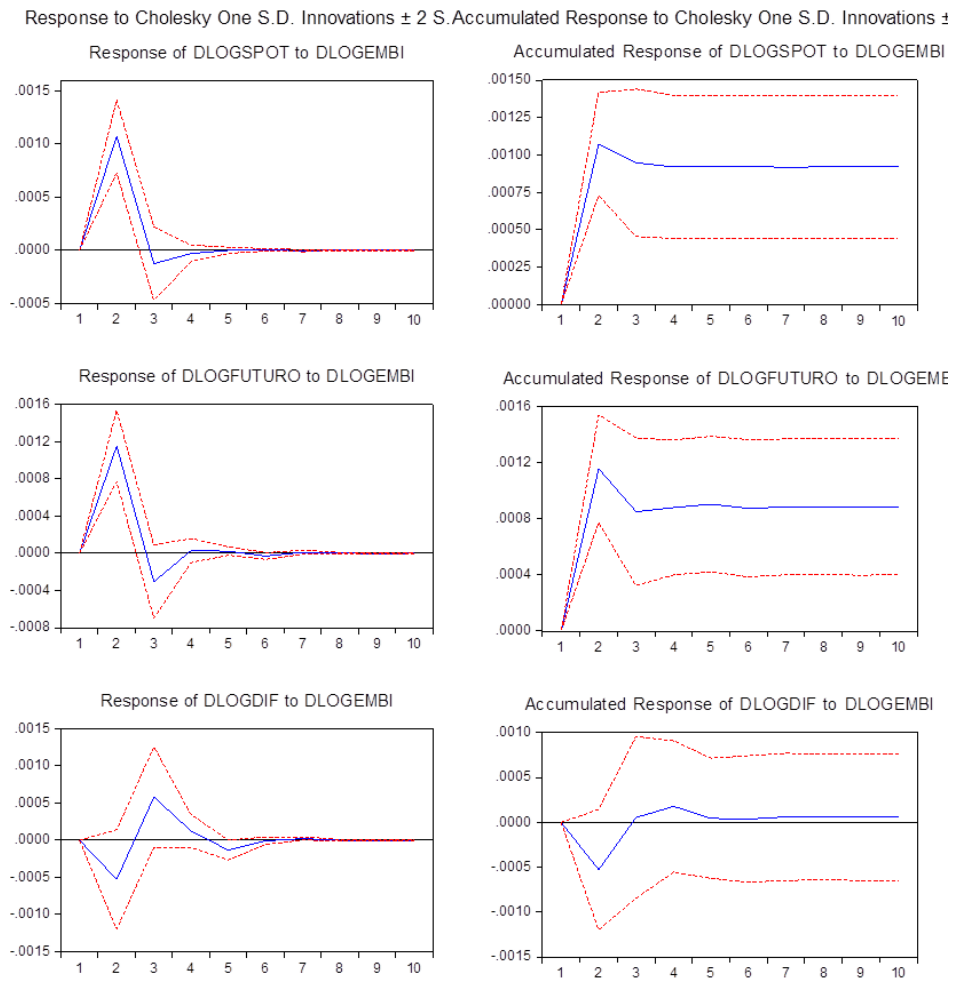 Response to Cholesky One S.D. Innovations ± 2 S.
Accumulated Response to Cholesky One S.D. Innovations ±
Response of DLOGSPOT to DLOGEMBI
.0015
.0010
.0005
.0000
-.0005
1 2 3 4 5 6 7 8 9 10
Accumulated Response of DLOGSPOT to DLOGEMBI
.00150
.00125
.00100
.00075
.00050
.00025
.00000
1 2 3 4 5 6 7 8 9 10
Response of DLOGFUTURO to DLOGEMBI
.0016
.0012
.0008
.0004
.0000
-.0004
-.0008
1 2 3 4 5 6 7 8 9 10
Accumulated Response of DLOGFUTURO to DLOGEME
.0016
.0012
.0008
.0004
.0000
1 2 3 4 5 6 7 8 9 10
Response of DLOGDIF to DLOGEMBI
.0015
.0010
.0005
.0000
-.0005
-.0010
-.0015
1 2 3 4 5 6 7 8 9 10
Accumulated Response of DLOGDIF to DLOGEMBI
.0010
.0005
.0000
-.0005
-.0010
-.0015
1 2 3 4 5 6 7 8 9 10